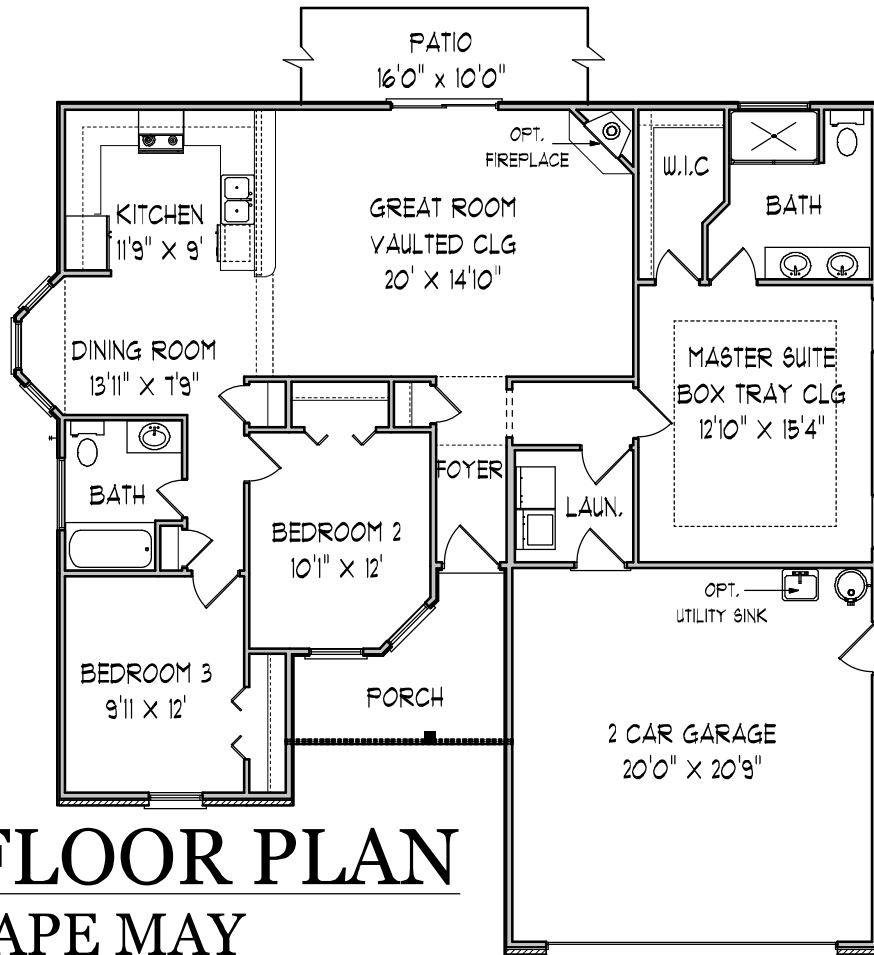 PATIO
16'0" x 10'0"
OPT.
FIREPLACE
W.I.C
BATH
KITCHEN
11'9" X 9'
GREAT ROOM
VAULTED CLG
20' X 14'10"
DINING ROOM
13'11" X 7'9"
MASTER SUITE
BOX TRAY CLG
12'10" X 15'4"
BATH
FOYER
LAUN.
BEDROOM 2
10'1" X 12'
OPT.
UTILITY SINK
BEDROOM 3
9'11 X 12'
PORCH
2 CAR GARAGE
20'0" X 20'9"
FLOOR PLAN
APE MAY